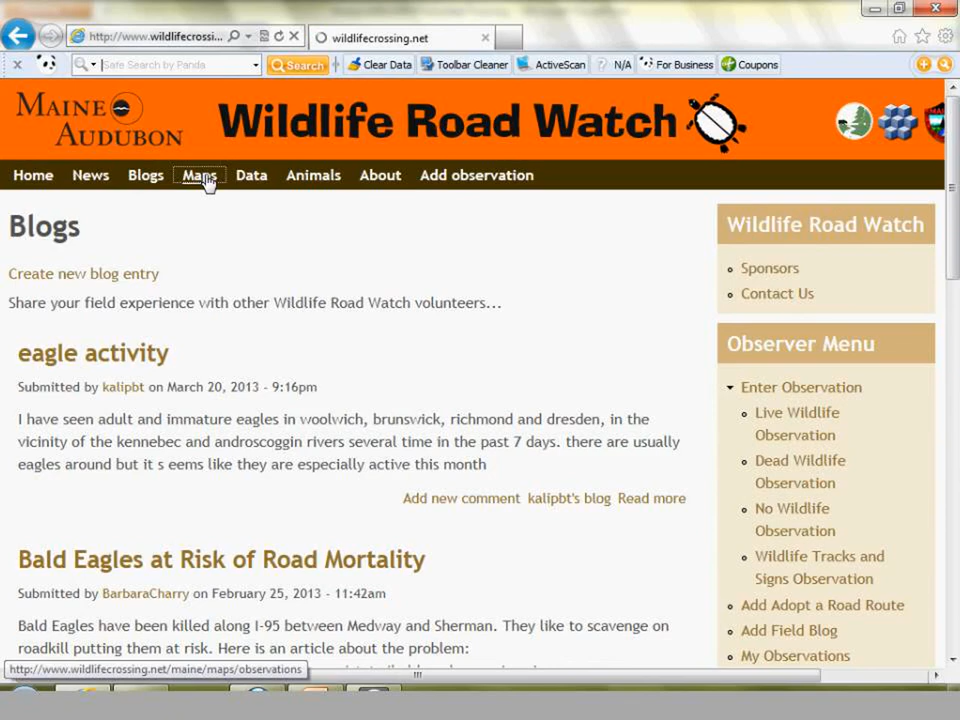 http://www.wildlifecrossi...
wildlifecrossing.net
Safe Search by Panda
Search
Clear Data
Toolbar Cleaner
ActiveScan
N/A
For Business
Coupons
MAINE AUDUBON
Wildlife Road Watch
Home News Blogs Maps Data Animals About Add observation
Blogs
Create new blog entry
Share your field experience with other Wildlife Road Watch volunteers...
eagle activity
Submitted by kalipbt on March 20, 2013 - 9:16pm
I have seen adult and immature eagles in woolwich, brunswick, richmond and dresden, in the
vicinity of the kennebec and androscoggin rivers several time in the past 7 days. there are usually
eagles around but it s eems like they are especially active this month
Add new comment kalipbt's blog Read more
Bald Eagles at Risk of Road Mortality
Submitted by BarbaraCharry on February 25, 2013 - 11:42am
Bald Eagles have been killed along I-95 between Medway and Sherman. They like to scavenge on
roadkill putting them at risk. Here is an article about the problem:
http://www.wildlifecrossing.net/maine/maps/observations
Wildlife Road Watch
Sponsors
Contact Us
Observer Menu
Enter Observation
Live Wildlife
Observation
Dead Wildlife
Observation
No Wildlife
Observation
Wildlife Tracks and
Signs Observation
Add Adopt a Road Route
Add Field Blog
My Observations